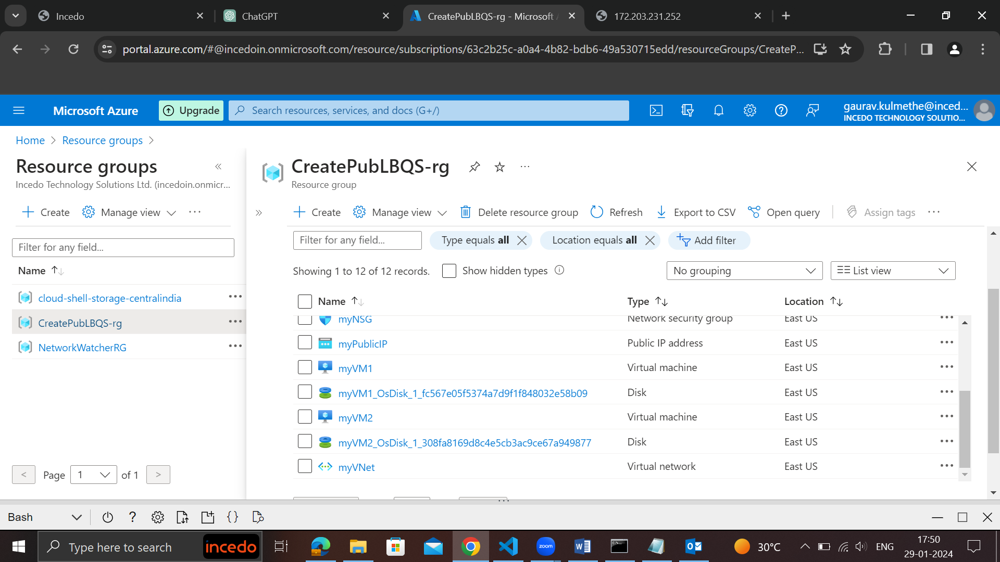 Incedo
ChatGPT
CreatePubLBQS-rg - Microsoft A
172.203.231.252
portal.azure.com/#@incedoin.onmicrosoft.com/resource/subscriptions/63c2b25c-a0a4-4b82-bdb6-49a530715edd/resourceGroups/CreateP...
Microsoft Azure
Upgrade
Search resources, services, and docs (G+/)
gaurav.kulmethe@inced...
INCEDO TECHNOLOGY SOLUTIO...
Home > Resource groups >
Resource groups
Incedo Technology Solutions Ltd. (incedoin.onmicr...
CreatePubLBQS-rg
Resource group
Create Manage view
Create Manage view Delete resource group Refresh Export to CSV Open query Assign tags
Filter for any field...
Name
cloud-shell-storage-centralindia
CreatePubLBQS-rg
NetworkWatcherRG
< Page 1 of 1 >
Filter for any field... Type equals all Location equals all Add filter
Showing 1 to 12 of 12 records. Show hidden types No grouping List view
Name Type Location
myNSG Network security group East US
myPublicIP Public IP address East US
myVM1 Virtual machine East US
myVM1_OsDisk_1_fc567e05f5374a7d9f1f848032e58b09 Disk East US
myVM2 Virtual machine East US
myVM2_OsDisk_1_308fa8169d8c4e5cb3ac9ce67a949877 Disk East US
myVNet Virtual network East US
Bash
Type here to search
incedo
zoom
30°C
ENG
17:50
29-01-2024